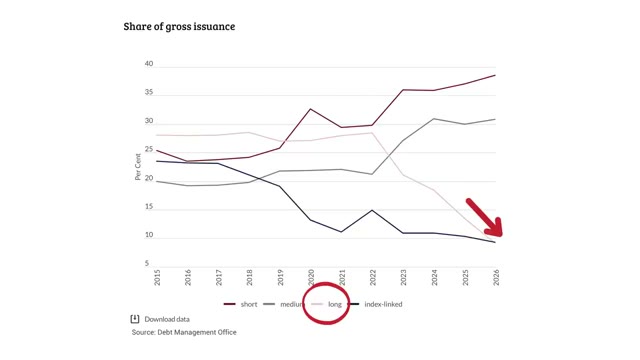 Share of gross issuance
40
35
30
25
20
15
10
5
Per Cent
2015 2016 2017 2018 2019 2020 2021 2022 2023 2024 2025 2026
short medium long index-linked
Download data
Source: Debt Management Office